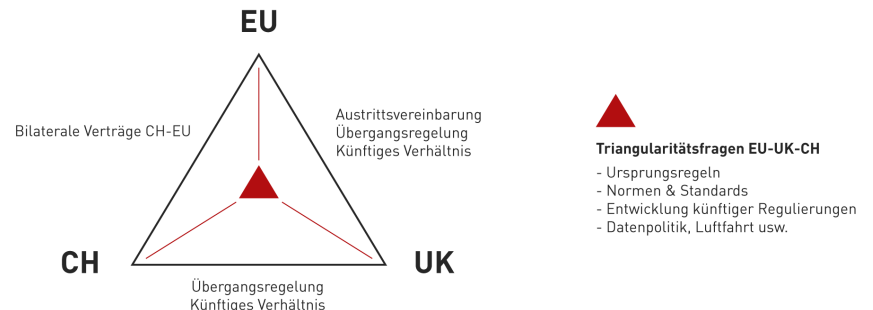 EU
Bilaterale Verträge CH-EU
Austrittsvereinbarung
Übergangsregelung
Künftiges Verhältnis
CH
UK
Übergangsregelung
Künftiges Verhältnis
Triangularitätsfragen EU-UK-CH
- Ursprungsregeln
- Normen & Standards
- Entwicklung künftiger Regulierungen
- Datenpolitik, Luftfahrt usw.